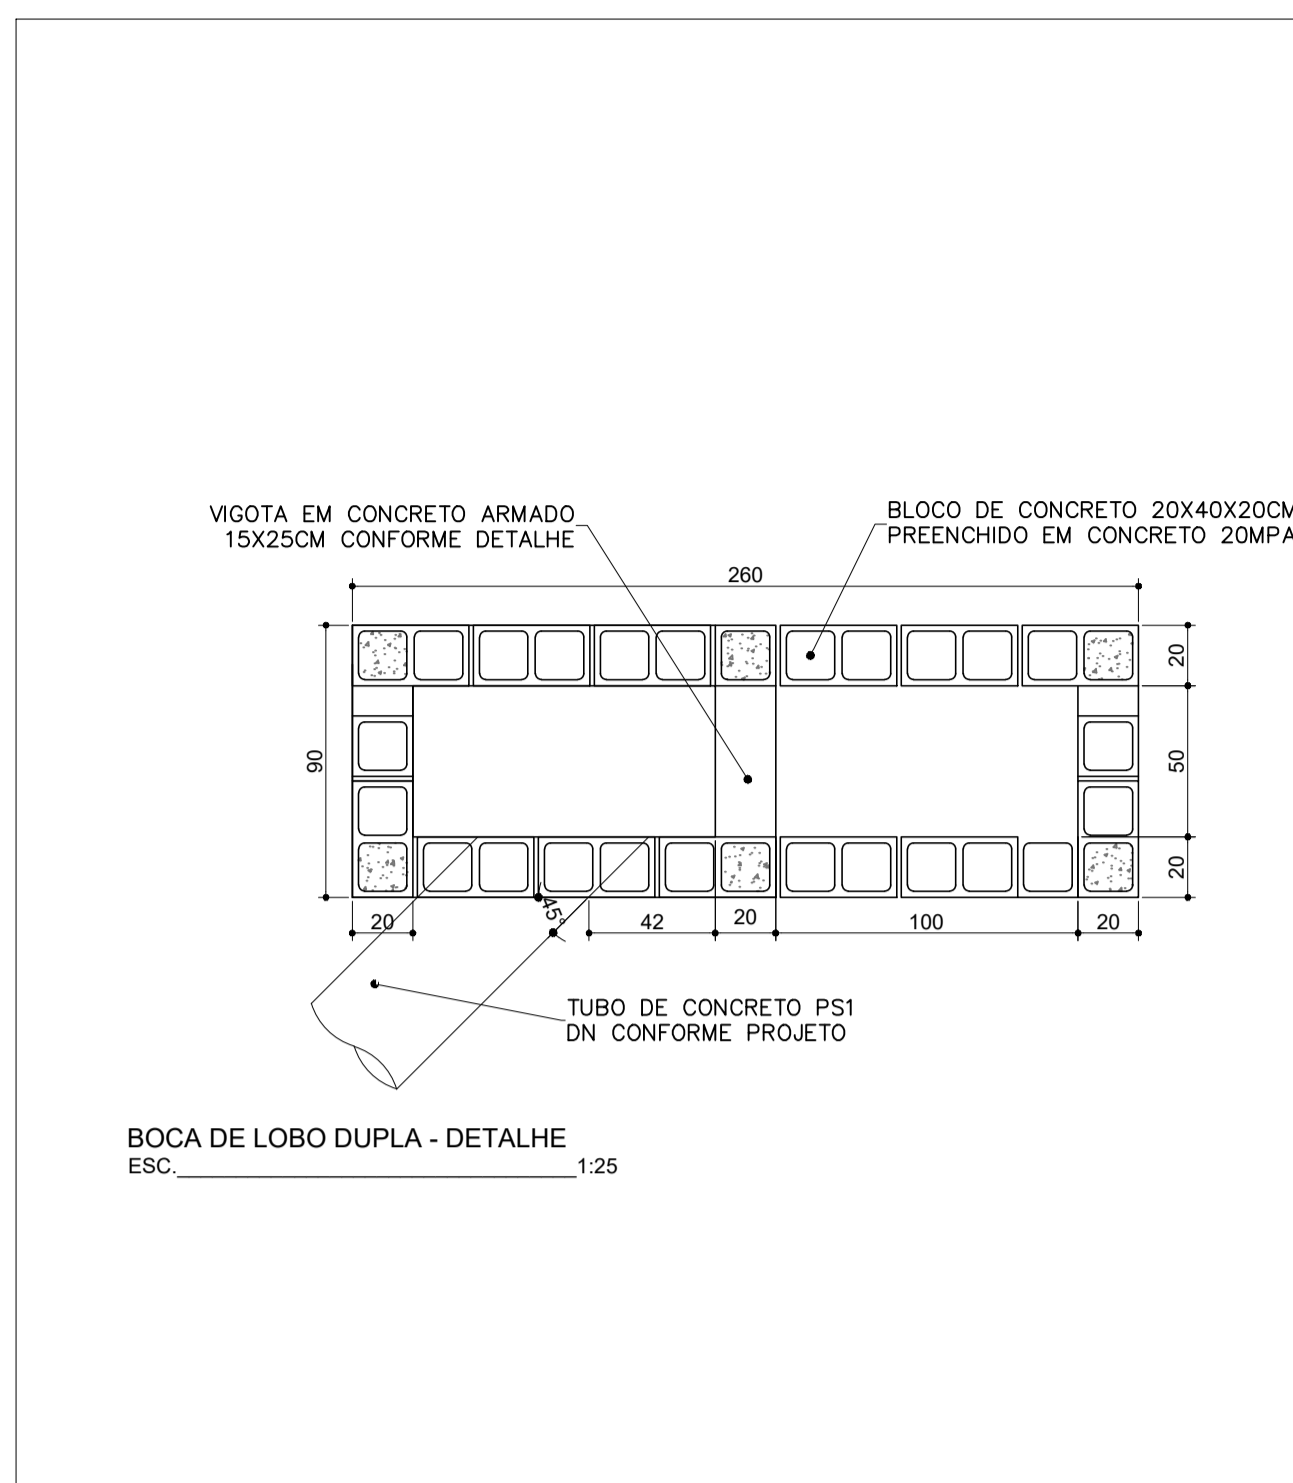 VIGOTA EM CONCRETO ARMADO
15X25CM CONFORME DETALHE
BLOCO DE CONCRETO 20X40X20CM
PREENCHIDO EM CONCRETO 20MPA
260
20
90
50
20
20
45°
42
20
100
20
TUBO DE CONCRETO PS1
DN CONFORME PROJETO
BOCA DE LOBO DUPLA - DETALHE
ESC.________________________________1:25